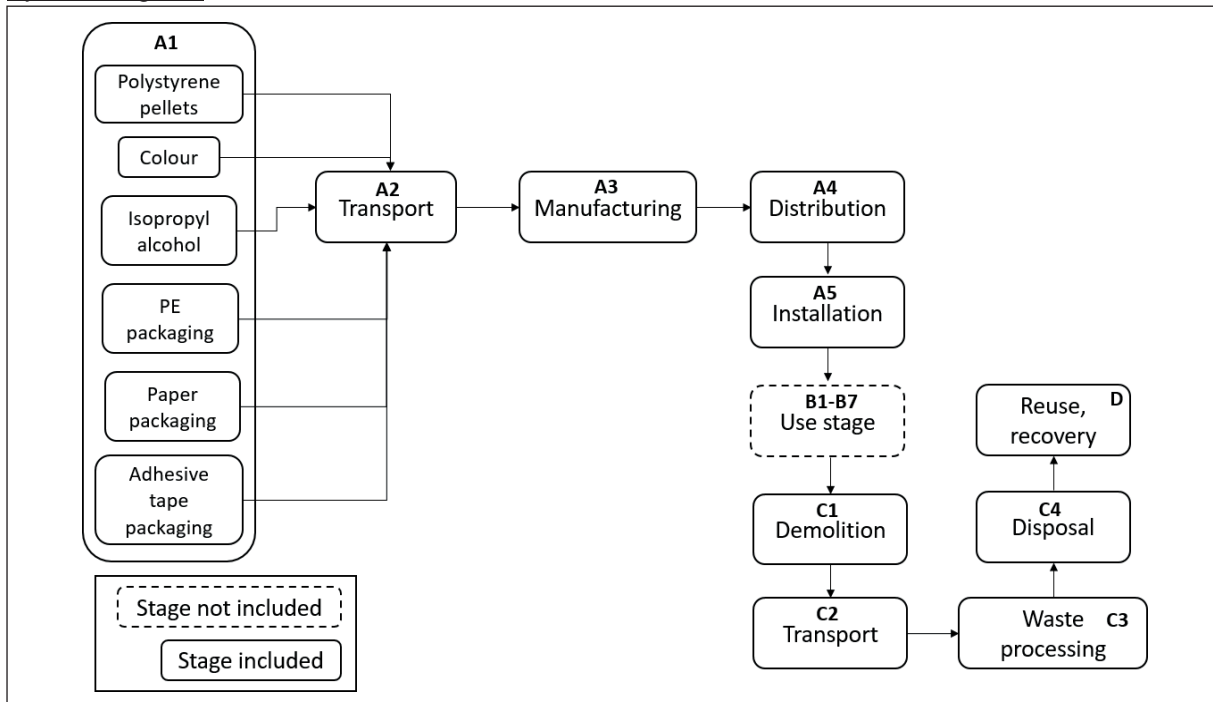 A1
Polystyrene
pellets
Colour
Isopropyl
alcohol
PE
packaging
Paper
packaging
Adhesive
tape
packaging
A2
Transport
A3
Manufacturing
A4
Distribution
A5
Installation
B1-B7
Use stage
C1
Demolition
C2
Transport
Waste C3
processing
C4
Disposal
Reuse, D
recovery
Stage not included
Stage included